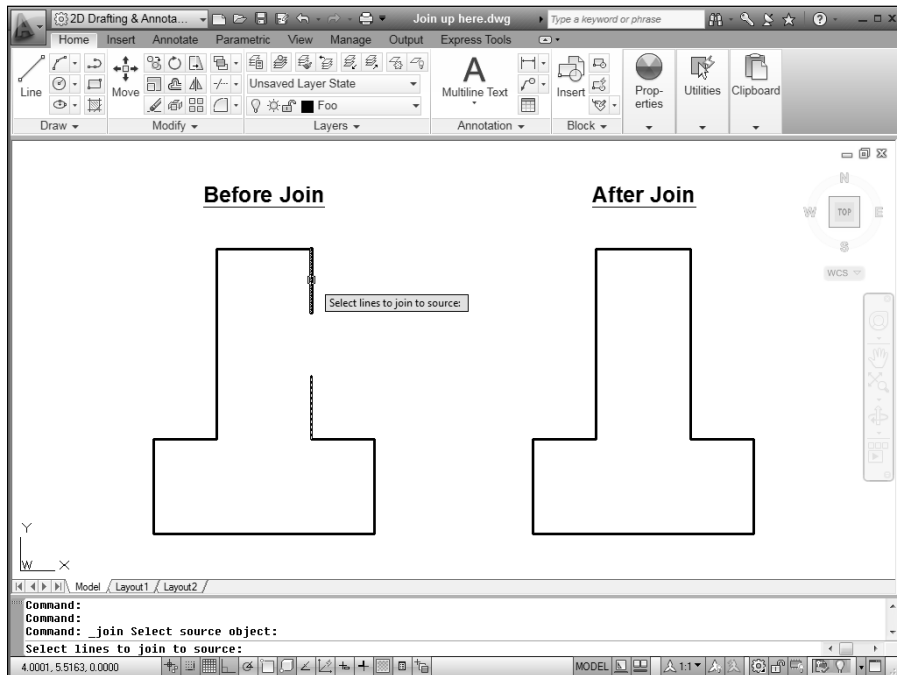 2D Drafting & Annota...
Join up here.dwg
Type a keyword or phrase
Home Insert Annotate Parametric View Manage Output Express Tools
Line
Move
Unsaved Layer State
Foo
A
Multiline Text
Insert
Prop-
erties
Utilities
Clipboard
Draw
Modify
Layers
Annotation
Block
Before Join
After Join
N
W
TOP
E
S
WCS
Select lines to join to source:
Y
W
X
Model Layout1 Layout2
Command:
Command:
Command: _join Select source object:
Select lines to join to source:
4.0001, 5.5163, 0.0000
MODEL
1:1